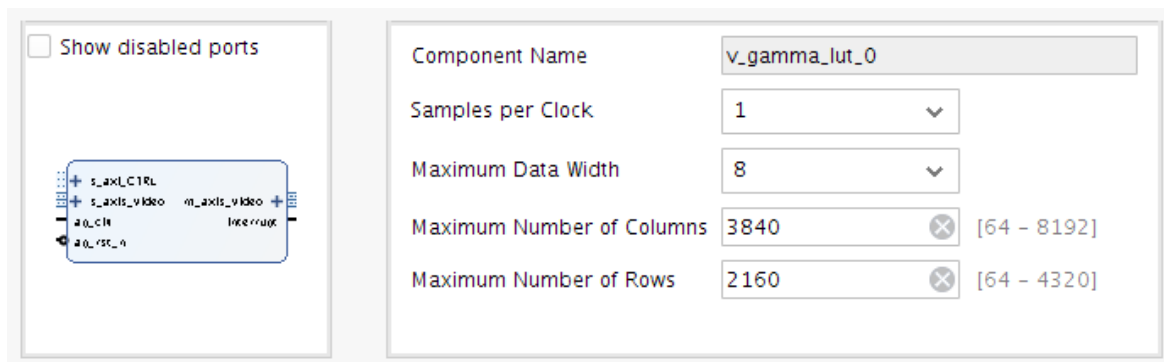 Show disabled ports
s_axi_CTRL
s_axis_video m_axis_video
ap_clk interrupt
ap_rst_n
Component Name v_gamma_lut_0
Samples per Clock 1
Maximum Data Width 8
Maximum Number of Columns 3840 [64 - 8192]
Maximum Number of Rows 2160 [64 - 4320]